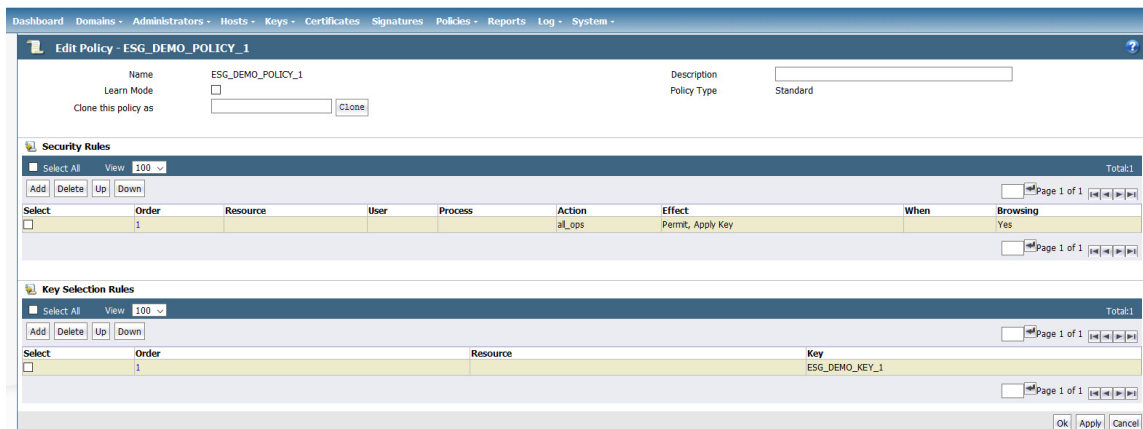 Dashboard Domains Administrators Hosts Keys Certificates Signatures Policies Reports Log System
Edit Policy - ESG_DEMO_POLICY_1 ?
Name ESG_DEMO_POLICY_1 Description
Learn Mode Policy Type Standard
Clone this policy as Clone
Security Rules
Select All View 100 Total:1
Add Delete Up Down Page 1 of 1
Select Order Resource User Process Action Effect When Browsing
1 all_ops Permit, Apply Key Yes
Page 1 of 1
Key Selection Rules
Select All View 100 Total:1
Add Delete Up Down Page 1 of 1
Select Order Resource Key
1 ESG_DEMO_KEY_1
Page 1 of 1
Ok Apply Cancel